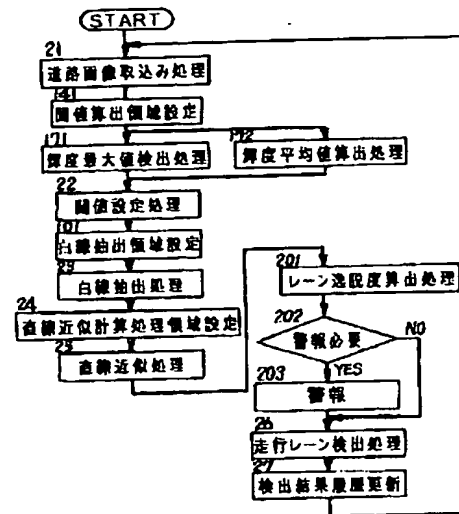 START
21
道路画像取込み処理
141
閾値算出領域設定
171
輝度最大値検出処理
172
輝度平均値算出処理
22
閾値設定処理
101
白線抽出領域設定
23
白線抽出処理
24
直線近似計算処理領域設定
25
直線近似処理
201
レーン逸脱度算出処理
202
警報必要
NO
YES
203
警報
26
走行レーン検出処理
27
検出結果履歴更新